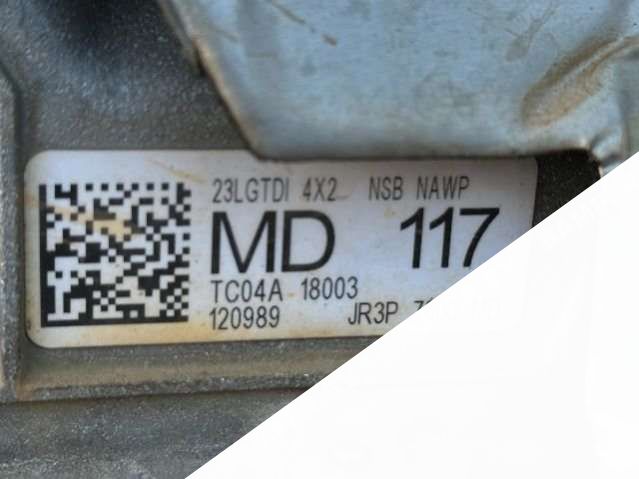 23LGTDI 4X2 NSB NAWP
MD 117
TC04A 18003
120989 JR3P